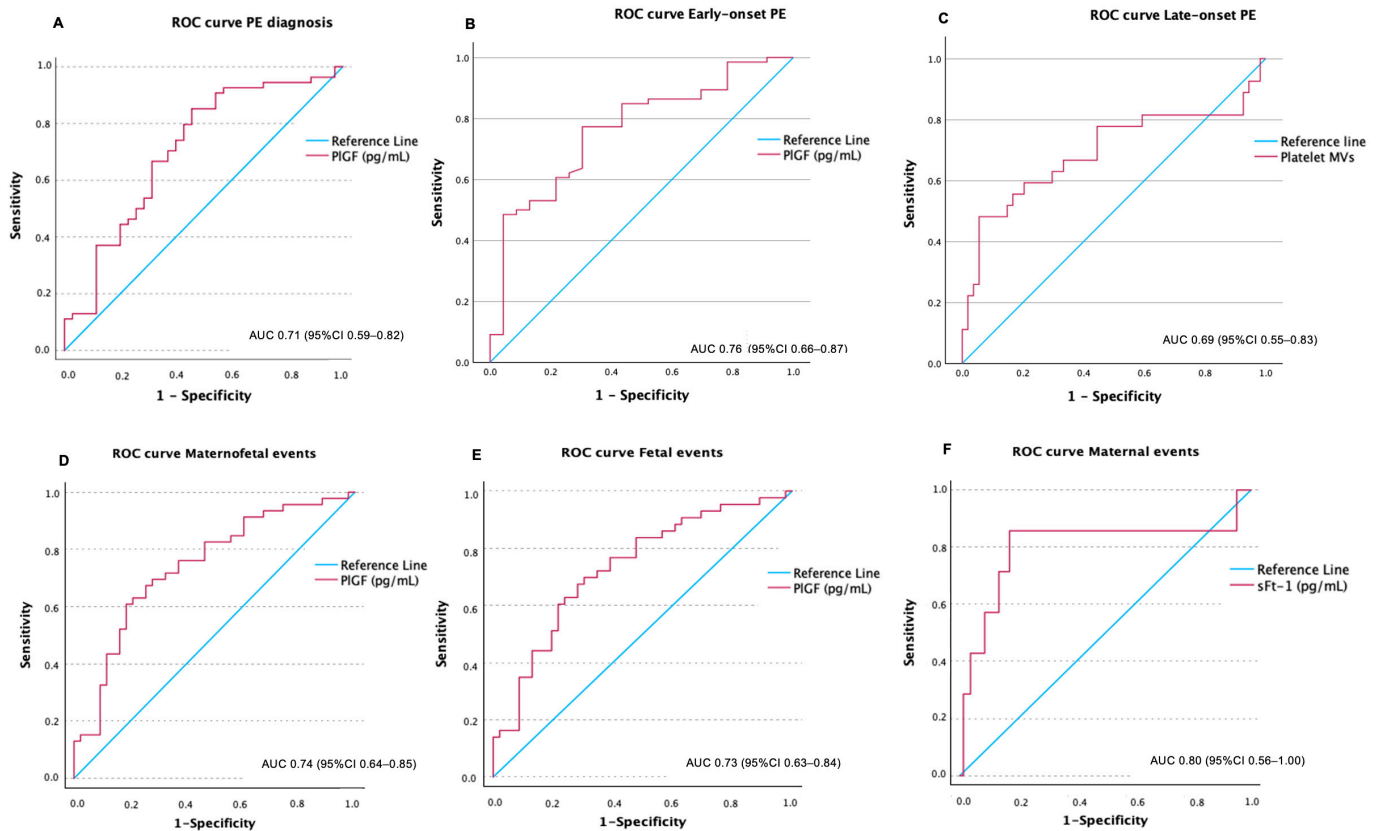 A
ROC curve PE diagnosis
1.0
0.8
0.6
0.4
0.2
0.0
Sensitivity
Reference Line
PlGF (pg/mL)
AUC 0.71 (95%CI 0.59–0.82)
0.0 0.2 0.4 0.6 0.8 1.0
1 – Specificity
B
ROC curve Early-onset PE
1.0
0.8
0.6
0.4
0.2
0.0
Sensitivity
Reference Line
PlGF (pg/mL)
AUC 0.76 (95%CI 0.66–0.87)
0.0 0.2 0.4 0.6 0.8 1.0
1 – Specificity
C
ROC curve Late-onset PE
1.0
0.8
0.6
0.4
0.2
0.0
Sensitivity
Reference line
Platelet MVs
AUC 0.69 (95%CI 0.55–0.83)
0.0 0.2 0.4 0.6 0.8 1.0
1 – Specificity
D
ROC curve Maternofetal events
1.0
0.8
0.6
0.4
0.2
0.0
Sensitivity
Reference Line
PlGF (pg/mL)
AUC 0.74 (95%CI 0.64–0.85)
0.0 0.2 0.4 0.6 0.8 1.0
1-Specificity
E
ROC curve Fetal events
1.0
0.8
0.6
0.4
0.2
0.0
Sensitivity
Reference Line
PlGF (pg/mL)
AUC 0.73 (95%CI 0.63–0.84)
0.0 0.2 0.4 0.6 0.8 1.0
1-Specificity
F
ROC curve Maternal events
1.0
0.8
0.6
0.4
0.2
0.0
Sensitivity
Reference Line
sFt-1 (pg/mL)
AUC 0.80 (95%CI 0.56–1.00)
0.0 0.2 0.4 0.6 0.8 1.0
1-Specificity